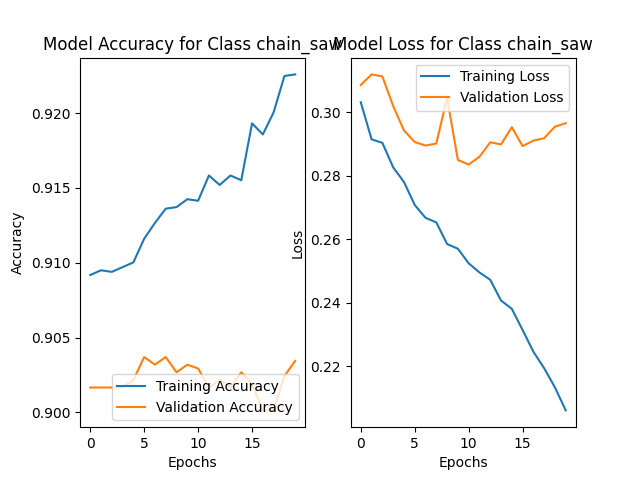 Model Accuracy for Class chain_saw
Model Loss for Class chain_saw
Accuracy
0.920
0.915
0.910
0.905
0.900
0
5
10
15
Epochs
Training Accuracy
Validation Accuracy
Loss
0.30
0.28
0.26
0.24
0.22
0
5
10
15
Epochs
Training Loss
Validation Loss